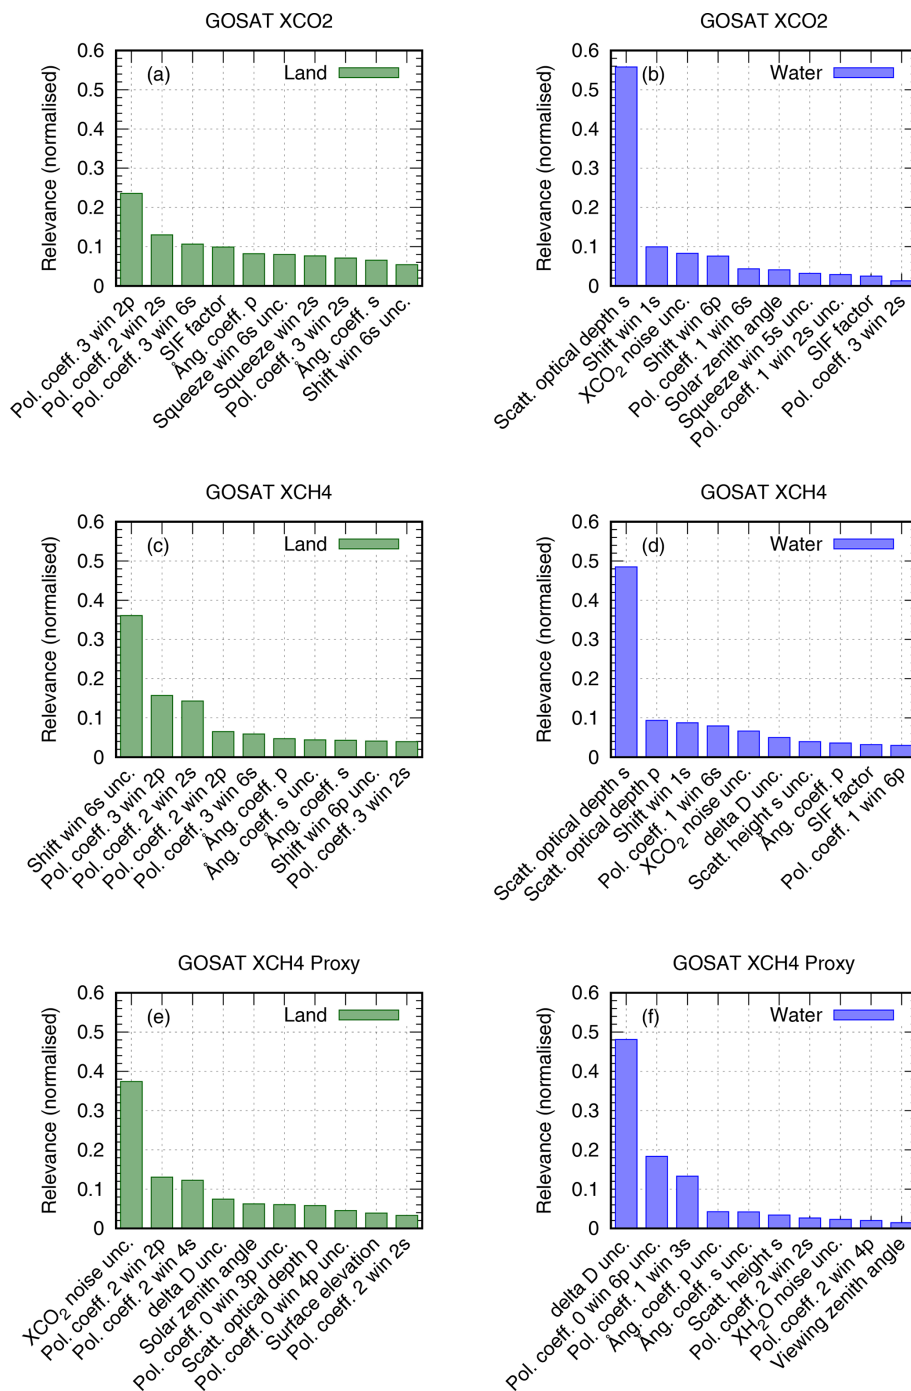 GOSAT XCO2
0.6
0.5
0.4
0.3
0.2
0.1
0
Relevance (normalised)
(a)
Land
Pol. coeff. 3 win 2p
Pol. coeff. 2 win 2s
Pol. coeff. 3 win 6s
SIF factor
Ång. coeff. p
Squeeze win 6s unc.
Squeeze win 2s
Pol. coeff. 3 win 2s
Ång. coeff. s
Shift win 6s unc.
GOSAT XCO2
0.6
0.5
0.4
0.3
0.2
0.1
0
Relevance (normalised)
(b)
Water
Scatt. optical depth s
Shift win 1s
XCO₂ noise unc.
Shift win 6p
Pol. coeff. 1 win 6s
Solar zenith angle
Squeeze win 5s unc.
Pol. coeff. 1 win 2s unc.
SIF factor
Pol. coeff. 3 win 2s
GOSAT XCH4
0.6
0.5
0.4
0.3
0.2
0.1
0
Relevance (normalised)
(c)
Land
Shift win 6s unc.
Pol. coeff. 3 win 2p
Pol. coeff. 2 win 2s
Pol. coeff. 2 win 2p
Pol. coeff. 3 win 6s
Ång. coeff. p
Ång. coeff. s unc.
Ång. coeff. s
Shift win 6p unc.
Pol. coeff. 3 win 2s
GOSAT XCH4
0.6
0.5
0.4
0.3
0.2
0.1
0
Relevance (normalised)
(d)
Water
Scatt. optical depth s
Scatt. optical depth p
Shift win 1s
Pol. coeff. 1 win 6s
XCO₂ noise unc.
delta D unc.
Scatt. height s unc.
Ång. coeff. p
SIF factor
Pol. coeff. 1 win 6p
GOSAT XCH4 Proxy
0.6
0.5
0.4
0.3
0.2
0.1
0
Relevance (normalised)
(e)
Land
XCO₂ noise unc.
Pol. coeff. 2 win 2p
Pol. coeff. 2 win 4s
delta D unc.
Solar zenith angle
Pol. coeff. 0 win 3p unc.
Scatt. optical depth p
Pol. coeff. 0 win 4p unc.
Surface elevation
Pol. coeff. 2 win 2s
GOSAT XCH4 Proxy
0.6
0.5
0.4
0.3
0.2
0.1
0
Relevance (normalised)
(f)
Water
delta D unc.
Pol. coeff. 0 win 6p unc.
Pol. coeff. 1 win 3s
Ång. coeff. p unc.
Ång. coeff. s unc.
Scatt. height s
Pol. coeff. 2 win 2s
XH₂O noise unc.
Pol. coeff. 2 win 4p
Viewing zenith angle